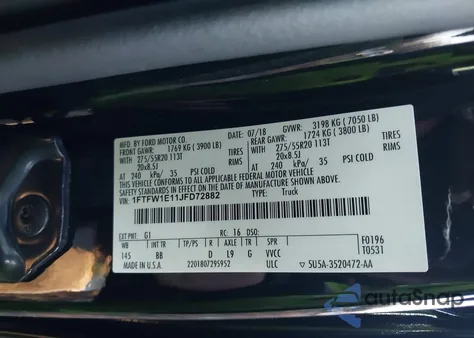 MFD. BY FORD MOTOR CO.
DATE: 07/18 GVWR: 3198 KG ( 7050 LB)
FRONT GAWR: 1769 KG ( 3900 LB) REAR GAWR: 1724 KG ( 3800 LB)
WITH 275/55R20 113T TIRES WITH 275/55R20 113T TIRES
20x8.5J RIMS 20x8.5J RIMS
AT 240 kPa/ 35 PSI COLD AT 240 kPa/ 35 PSI COLD
THIS VEHICLE CONFORMS TO ALL APPLICABLE FEDERAL MOTOR VEHICLE
SAFETY STANDARDS IN EFFECT ON THE DATE OF MANUFACTURE SHOWN ABOVE.
VIN: 1FTFW1E11JFD72882
TYPE: Truck
EXT PNT: G1 RC: 16 DSO: F0196
WB INT TR TP/PS R AXLE TR SPR T0531
145 BB D L9 G VVCC
MADE IN U.S.A. 2201807295952 ULC 5U5A-3520472-AA
autoSnap